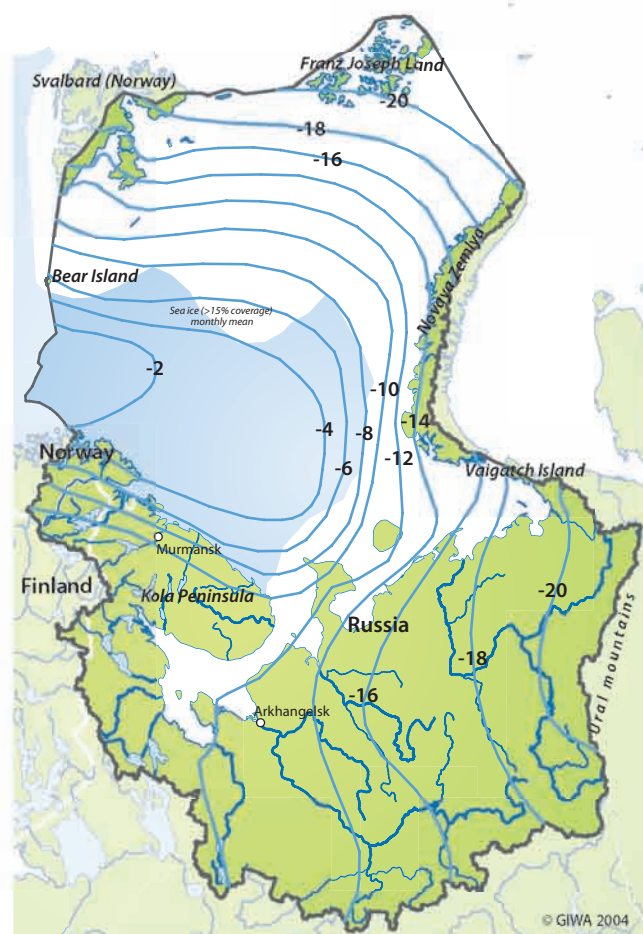 Franz Joseph Land
Svalbard (Norway)
-20
-18
-16
Novaya Zemlya
Bear Island
Sea ice (>15% coverage)
monthly mean
-2
-10
-14
-4
-8
-12
-6
Norway
Vaigatch Island
Murmansk
Finland
Kola Peninsula
-20
Russia
Ural mountains
-18
-16
Arkhangelsk
© GIWA 2004